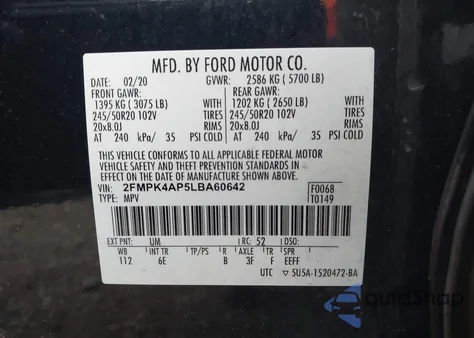 MFD. BY FORD MOTOR CO.
DATE: 02/20 GVWR: 2586 KG ( 5700 LB)
FRONT GAWR: REAR GAWR:
1395 KG ( 3075 LB) WITH 1202 KG ( 2650 LB) WITH
245/50R20 102V TIRES 245/50R20 102V TIRES
20x8.0J RIMS 20x8.0J RIMS
AT 240 kPa/ 35 PSI COLD AT 240 kPa/ 35 PSI COLD
THIS VEHICLE CONFORMS TO ALL APPLICABLE FEDERAL MOTOR
VEHICLE SAFETY AND THEFT PREVENTION STANDARDS IN
EFFECT ON THE DATE OF MANUFACTURE SHOWN ABOVE.
VIN: 2FMPK4AP5LBA60642 F0068
TYPE: MPV T0149
EXT PNT: UM RC: 52 DSO:
WB INT TR TP/PS R AXLE TR SPR
112 6E B 3F F EEFF
UTC 5U5A-1520472-BA
AutoSnap